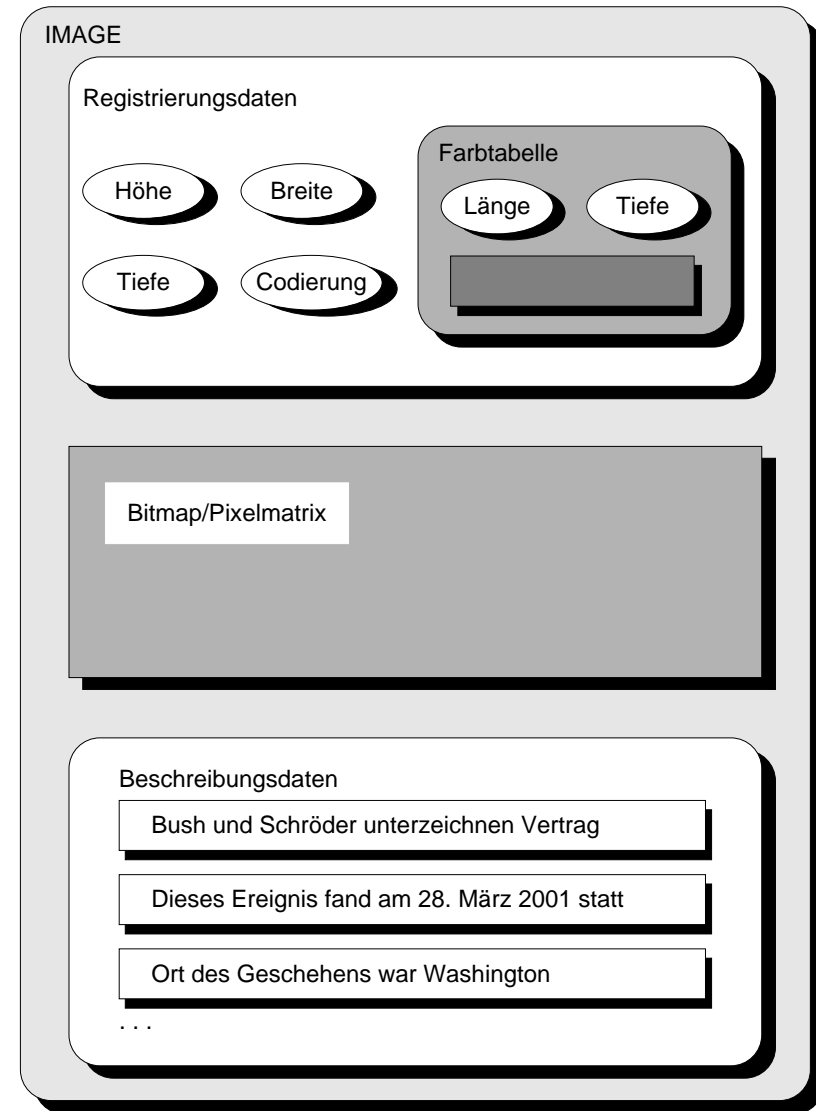 IMAGE
Registrierungsdaten
Farbtabelle
Höhe Breite
Länge Tiefe
Tiefe Codierung
Bitmap/Pixelmatrix
Beschreibungsdaten
Bush und Schröder unterzeichnen Vertrag
Dieses Ereignis fand am 28. März 2001 statt
Ort des Geschehens war Washington
. . .